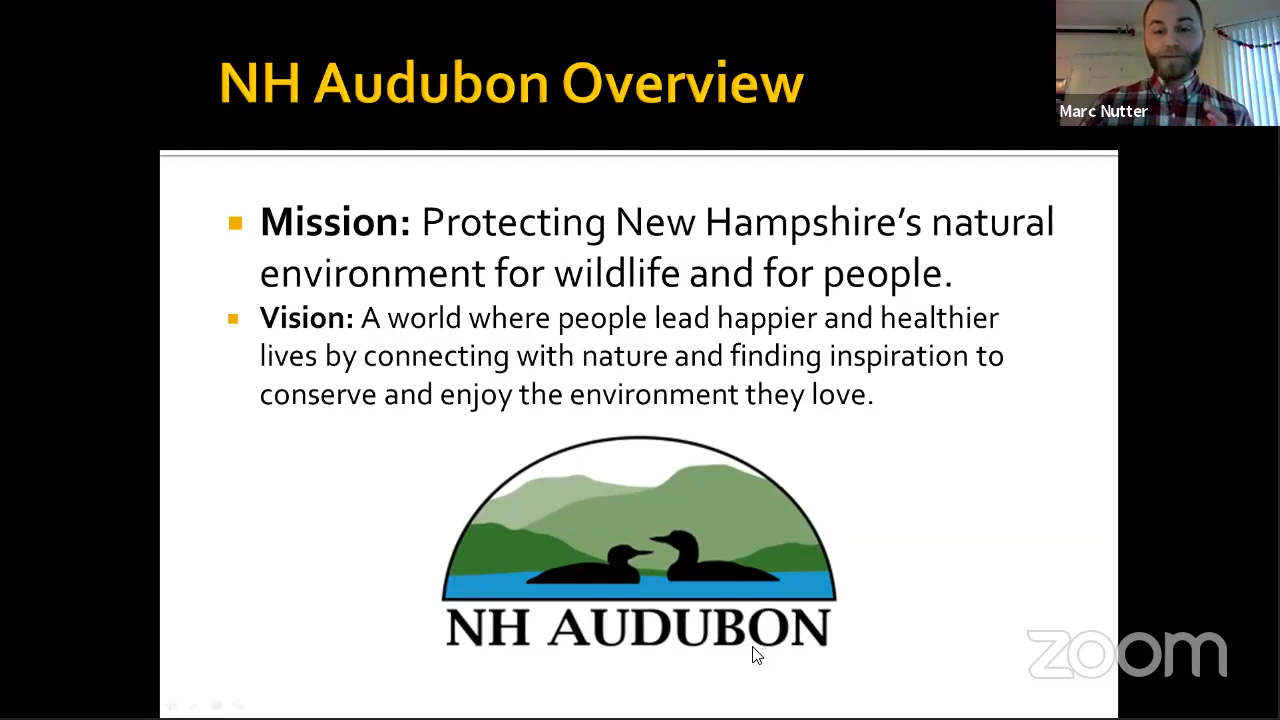 NH Audubon Overview
Marc Nutter
Mission: Protecting New Hampshire’s natural
environment for wildlife and for people.
Vision: A world where people lead happier and healthier
lives by connecting with nature and finding inspiration to
conserve and enjoy the environment they love.
NH AUDUBON
zoom